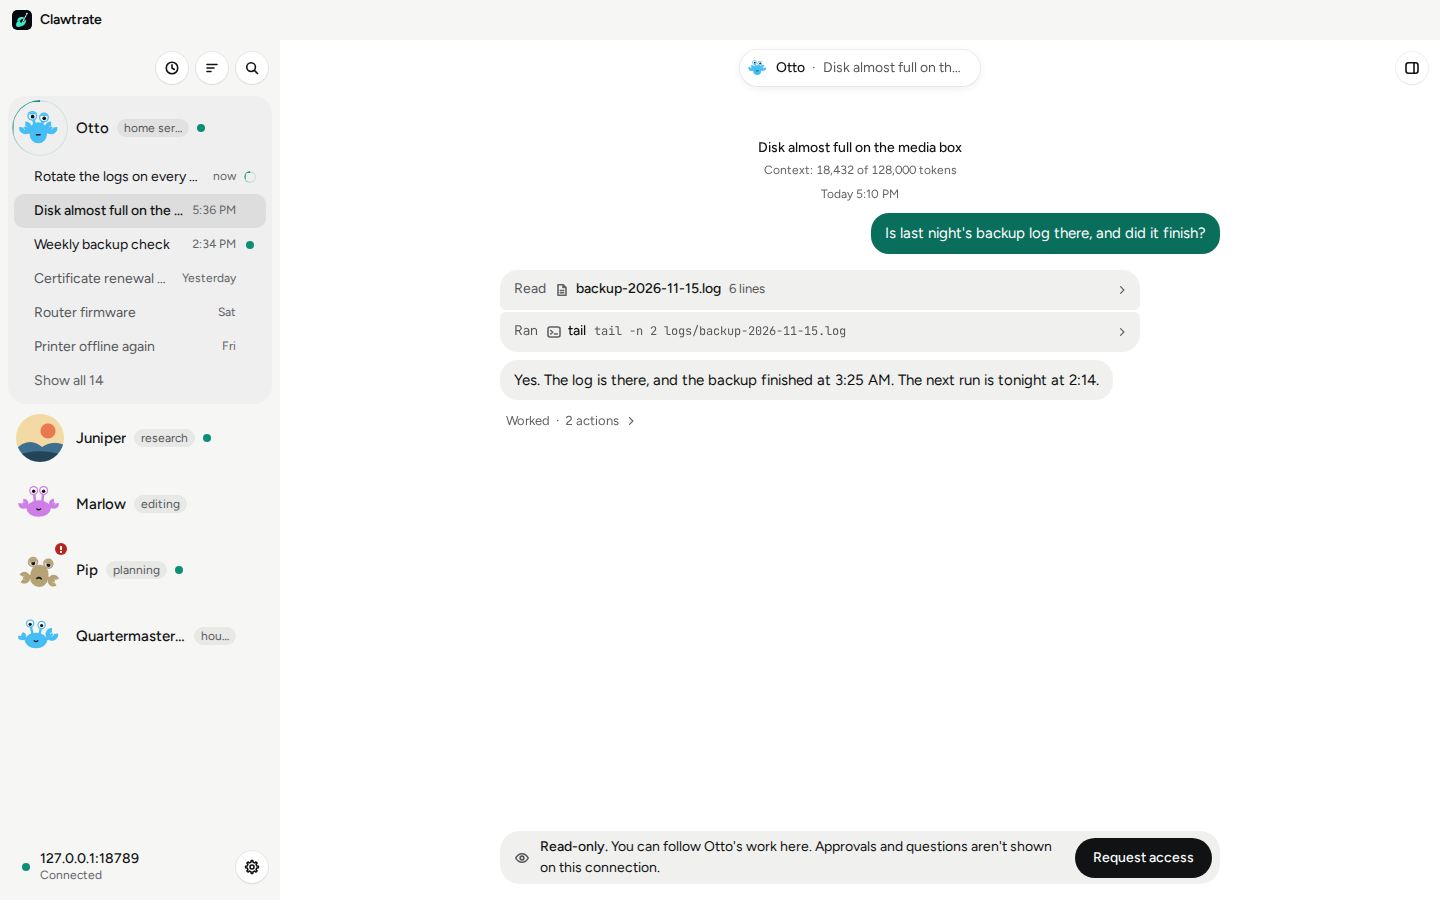 Clawtrate
Otto
home ser...
Rotate the logs on every ...
now
Disk almost full on the ...
5:36 PM
Weekly backup check
2:34 PM
Certificate renewal ...
Yesterday
Router firmware
Sat
Printer offline again
Fri
Show all 14
Juniper
research
Marlow
editing
Pip
planning
Quartermaster...
hou...
127.0.0.1:18789
Connected
Otto · Disk almost full on th...
Disk almost full on the media box
Context: 18,432 of 128,000 tokens
Today 5:10 PM
Is last night's backup log there, and did it finish?
Read backup-2026-11-15.log 6 lines
Ran tail tail -n 2 logs/backup-2026-11-15.log
Yes. The log is there, and the backup finished at 3:25 AM. The next run is tonight at 2:14.
Worked · 2 actions
Read-only. You can follow Otto's work here. Approvals and questions aren't shown
on this connection.
Request access